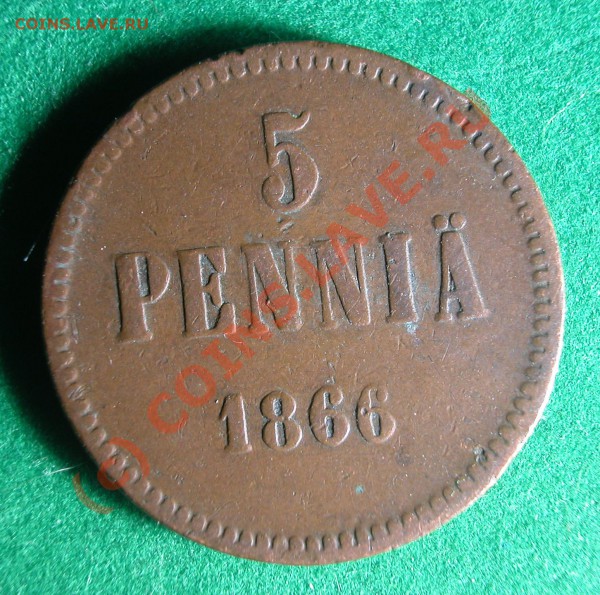 COINS.LAVE.RU
5
PENNIÄ
1866
(c) COINS.LAVE.RU